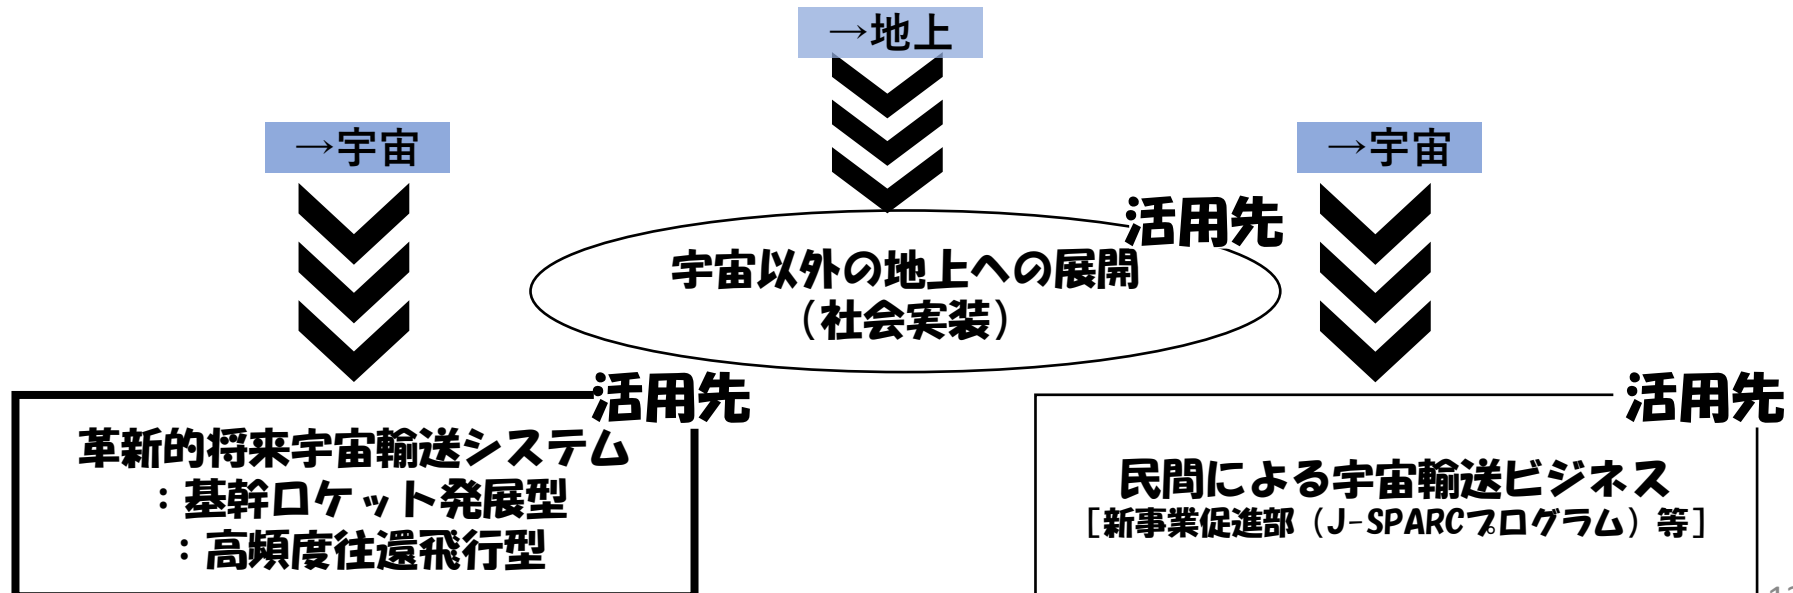 →地上
→宇宙
→宇宙
活用先
宇宙以外の地上への展開
（社会実装）
活用先
革新的将来宇宙輸送システム
：基幹ロケット発展型
：高頻度往還飛行型
活用先
民間による宇宙輸送ビジネス
［新事業促進部（J-SPARCプログラム）等］